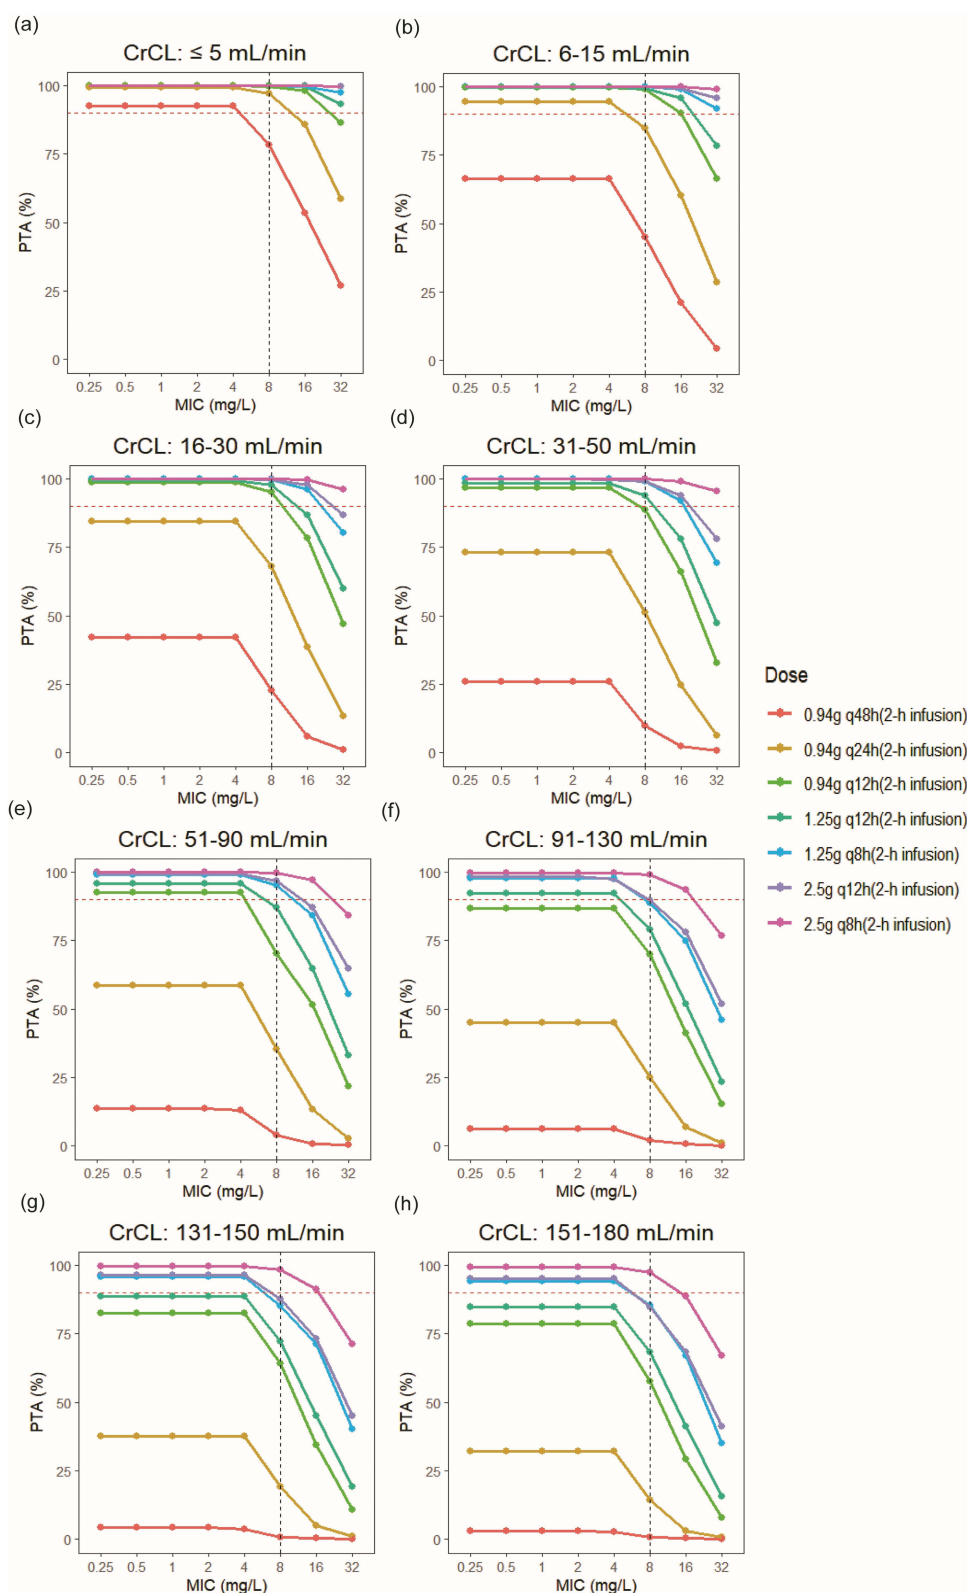 (a)
CrCL: ≤ 5 mL/min
PTA (%)
100
75
50
25
0
0.25 0.5 1 2 4 8 16 32
MIC (mg/L)
(b)
CrCL: 6-15 mL/min
PTA (%)
100
75
50
25
0
0.25 0.5 1 2 4 8 16 32
MIC (mg/L)
(c)
CrCL: 16-30 mL/min
PTA (%)
100
75
50
25
0
0.25 0.5 1 2 4 8 16 32
MIC (mg/L)
(d)
CrCL: 31-50 mL/min
PTA (%)
100
75
50
25
0
0.25 0.5 1 2 4 8 16 32
MIC (mg/L)
Dose
0.94g q48h(2-h infusion)
0.94g q24h(2-h infusion)
0.94g q12h(2-h infusion)
1.25g q12h(2-h infusion)
1.25g q8h(2-h infusion)
2.5g q12h(2-h infusion)
2.5g q8h(2-h infusion)
(e)
CrCL: 51-90 mL/min
PTA (%)
100
75
50
25
0
0.25 0.5 1 2 4 8 16 32
MIC (mg/L)
(f)
CrCL: 91-130 mL/min
PTA (%)
100
75
50
25
0
0.25 0.5 1 2 4 8 16 32
MIC (mg/L)
(g)
CrCL: 131-150 mL/min
PTA (%)
100
75
50
25
0
0.25 0.5 1 2 4 8 16 32
MIC (mg/L)
(h)
CrCL: 151-180 mL/min
PTA (%)
100
75
50
25
0
0.25 0.5 1 2 4 8 16 32
MIC (mg/L)